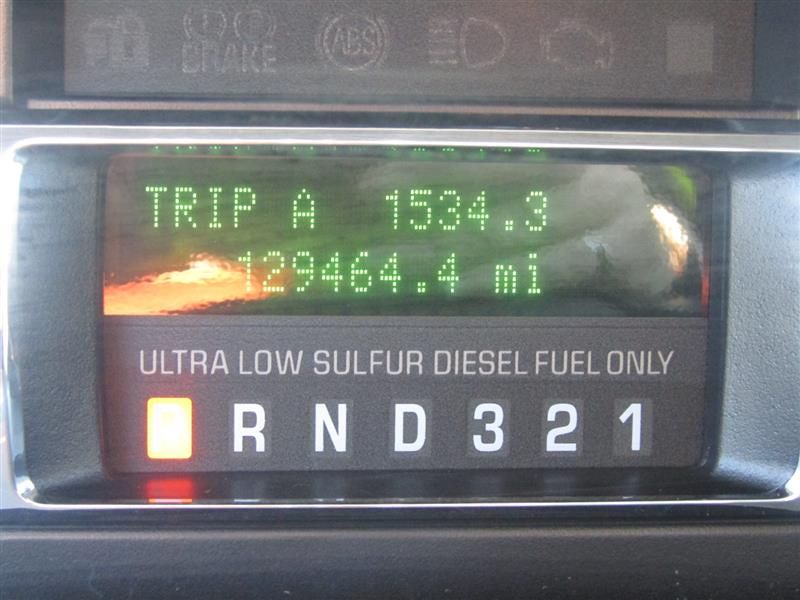 BRAKE ABS
TRIP A 1534.3
129464.4 mi
ULTRA LOW SULFUR DIESEL FUEL ONLY
P R N D 3 2 1